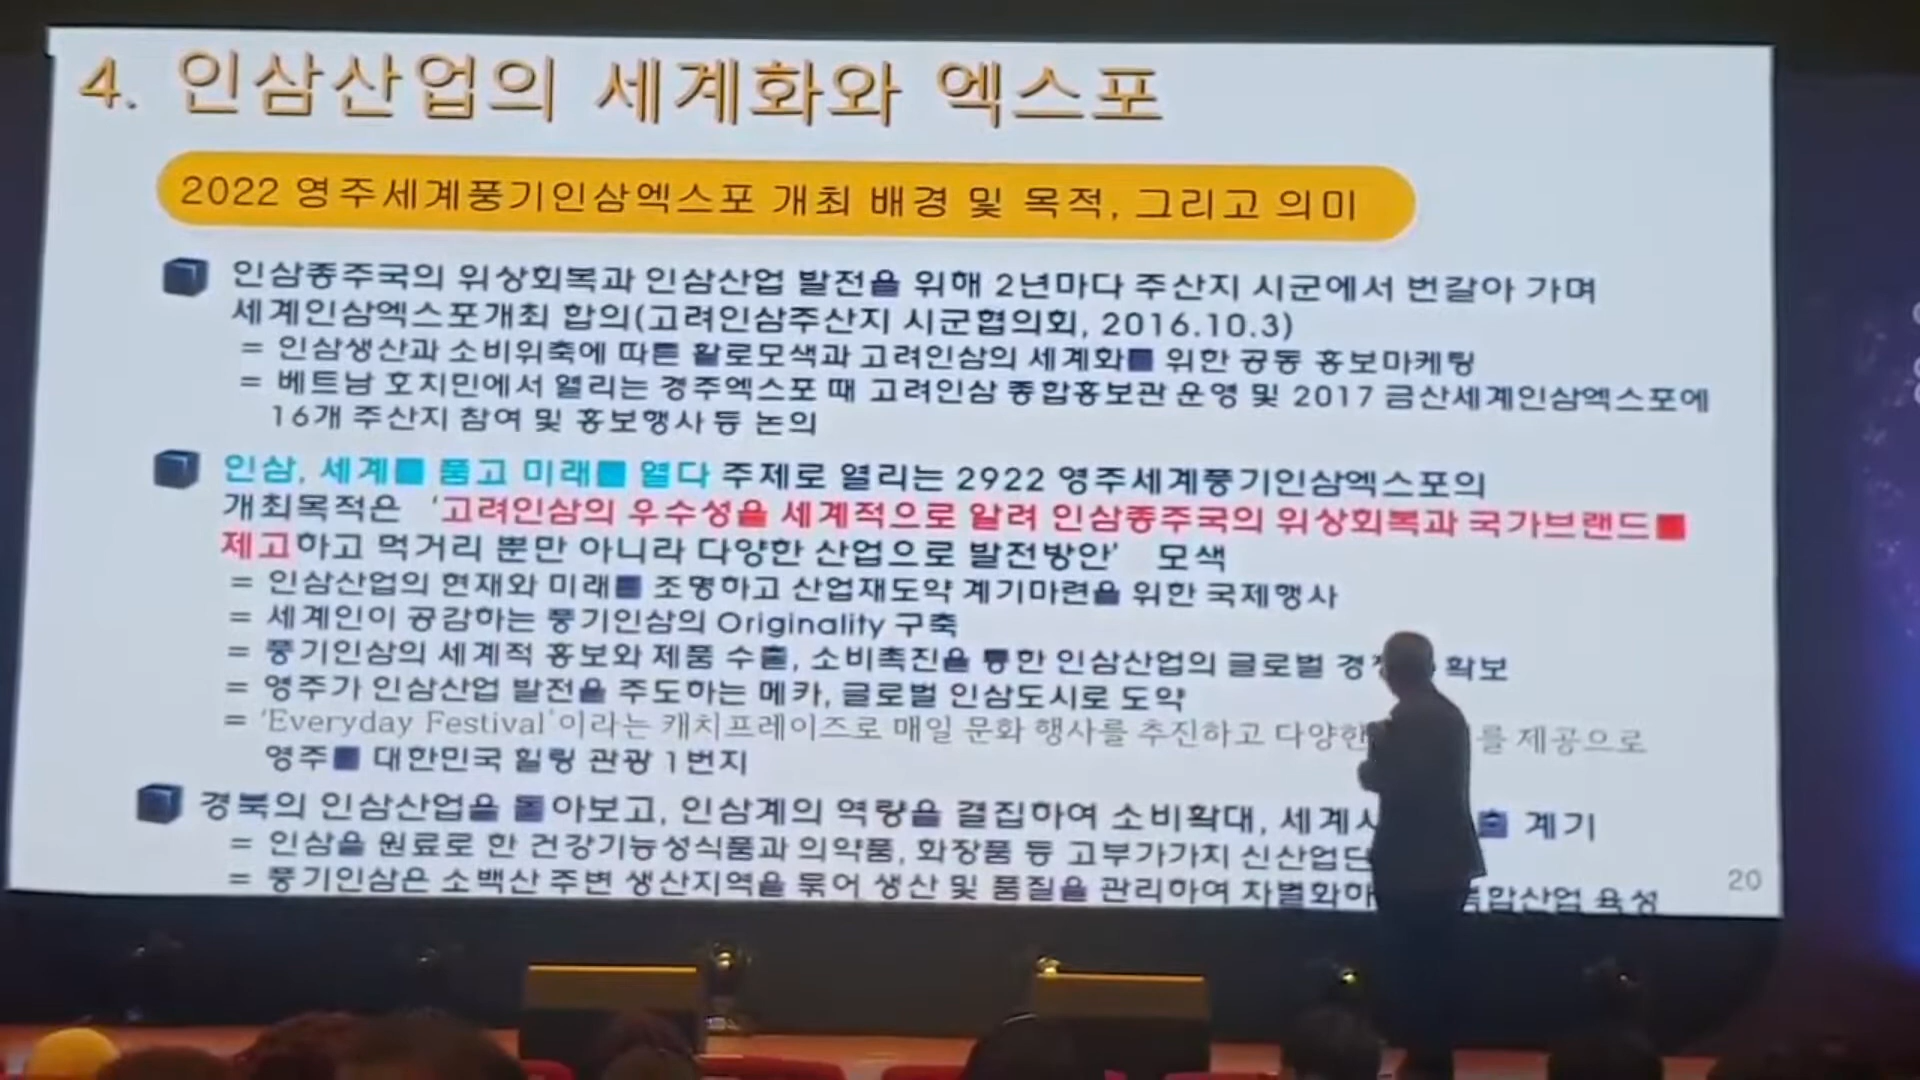 4. 인삼산업의 세계화와 엑스포
2022 영주세계풍기인삼엑스포 개최 배경 및 목적, 그리고 의미
인삼종주국의 위상회복과 인삼산업 발전을 위해 2년마다 주산지 시군에서 번갈아 가며
세계인삼엑스포개최 합의(고려인삼주산지 시군협의회, 2016.10.3)
= 인삼생산과 소비위축에 따른 활로모색과 고려인삼의 세계화를 위한 공동 홍보마케팅
= 베트남 호치민에서 열리는 경주엑스포 때 고려인삼 종합홍보관 운영 및 2017 금산세계인삼엑스포에
16개 주산지 참여 및 홍보행사 등 논의
인삼, 세계를 품고 미래를 열다 주제로 열리는 2922 영주세계풍기인삼엑스포의
개최목적은 '고려인삼의 우수성을 세계적으로 알려 인삼종주국의 위상회복과 국가브랜드를
제고하고 먹거리 뿐만 아니라 다양한 산업으로 발전방안' 모색
= 인삼산업의 현재와 미래를 조명하고 산업재도약 계기마련을 위한 국제행사
= 세계인이 공감하는 풍기인삼의 Originality 구축
= 풍기인삼의 세계적 홍보와 제품 수출, 소비촉진을 통한 인삼산업의 글로벌 확보
= 영주가 인삼산업 발전을 주도하는 메카, 글로벌 인삼도시로 도약
= 'Everyday Festival'이라는 캐치프레이즈로 매일 문화 행사를 추진하고 다양한 를 제공으로
영주를 대한민국 힐링 관광 1번지
경북의 인삼산업을 돌아보고, 인삼계의 역량을 결집하여 소비확대, 계기
= 인삼을 원료로 한 건강기능성식품과 의약품, 화장품 등 고부가가치 신산업단
= 풍기인삼은 소백산 주변 생산지역을 묶어 생산 및 품질을 관리하여 육성
20